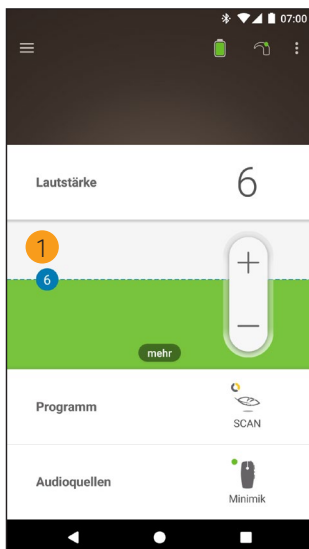 07:00
Lautstärke
6
1
6
+
−
mehr
Programm
SCAN
Audioquellen
Minimik